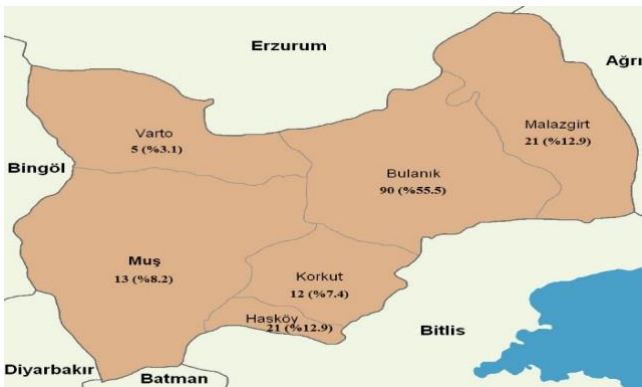 Erzurum
Ağrı
Varto
5 (%3.1)
Malazgirt
21 (%12.9)
Bingöl
Bulanık
90 (%55.5)
Muş
13 (%8.2)
Korkut
12 (%7.4)
Hasköy
21 (%12.9)
Bitlis
Diyarbakır
Batman